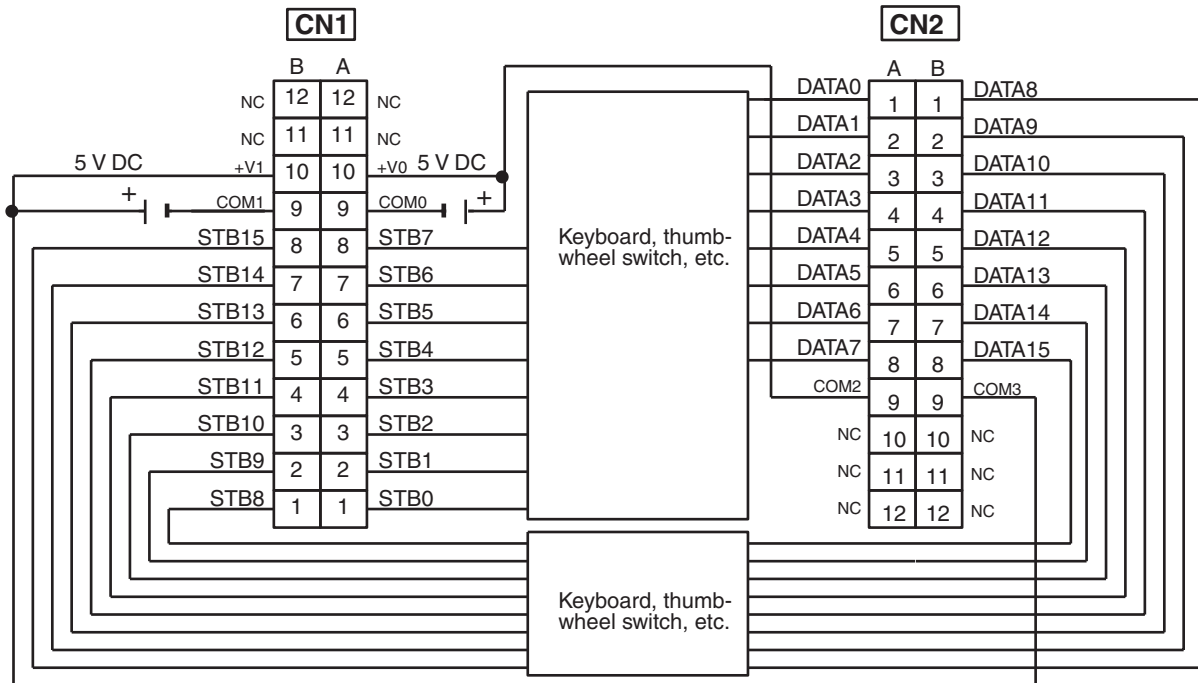 CN1
CN2
B A
A B
NC 12 12 NC
NC 11 11 NC
5 V DC +V1 10 10 +V0 5 V DC
+ COM1 9 9 COM0 +
STB15 8 8 STB7
STB14 7 7 STB6
STB13 6 6 STB5
STB12 5 5 STB4
STB11 4 4 STB3
STB10 3 3 STB2
STB9 2 2 STB1
STB8 1 1 STB0
Keyboard, thumb-
wheel switch, etc.
DATA0 1 1 DATA8
DATA1 2 2 DATA9
DATA2 3 3 DATA10
DATA3 4 4 DATA11
DATA4 5 5 DATA12
DATA5 6 6 DATA13
DATA6 7 7 DATA14
DATA7 8 8 DATA15
COM2 9 9 COM3
NC 10 10 NC
NC 11 11 NC
NC 12 12 NC
Keyboard, thumb-
wheel switch, etc.